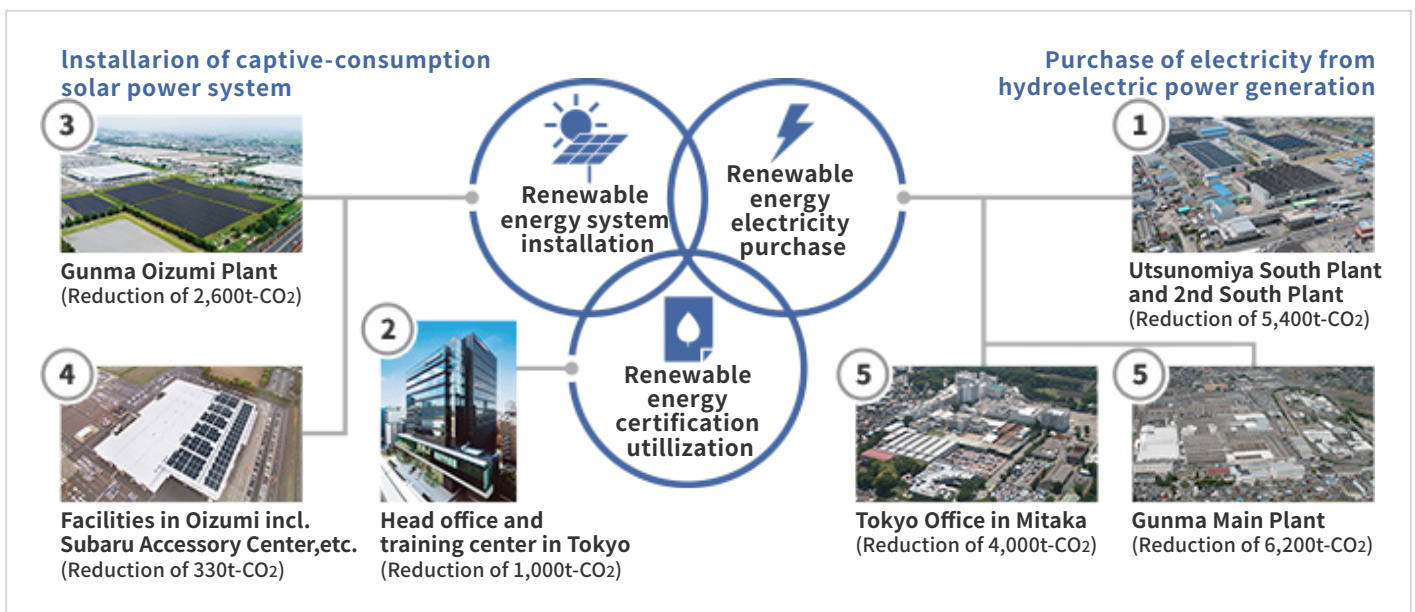 Installarion of captive-consumption
solar power system
3
Gunma Oizumi Plant
(Reduction of 2,600t-CO2)
4
Facilities in Oizumi incl.
Subaru Accessory Center,etc.
(Reduction of 330t-CO2)
Renewable
energy system
installation
Renewable
energy
electricity
purchase
Renewable
energy
certification
utillization
2
Head office and
training center in Tokyo
(Reduction of 1,000t-CO2)
Purchase of electricity from
hydroelectric power generation
1
Utsunomiya South Plant
and 2nd South Plant
(Reduction of 5,400t-CO2)
5
Tokyo Office in Mitaka
(Reduction of 4,000t-CO2)
5
Gunma Main Plant
(Reduction of 6,200t-CO2)